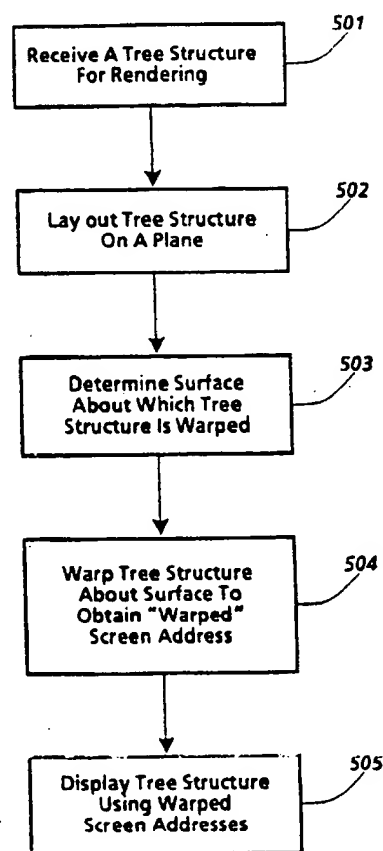 501
Receive A Tree Structure
For Rendering
502
Lay out Tree Structure
On A Plane
503
Determine Surface
About Which Tree
Structure Is Warped
504
Warp Tree Structure
About Surface To
Obtain "Warped"
Screen Address
505
Display Tree Structure
Using Warped
Screen Addresses